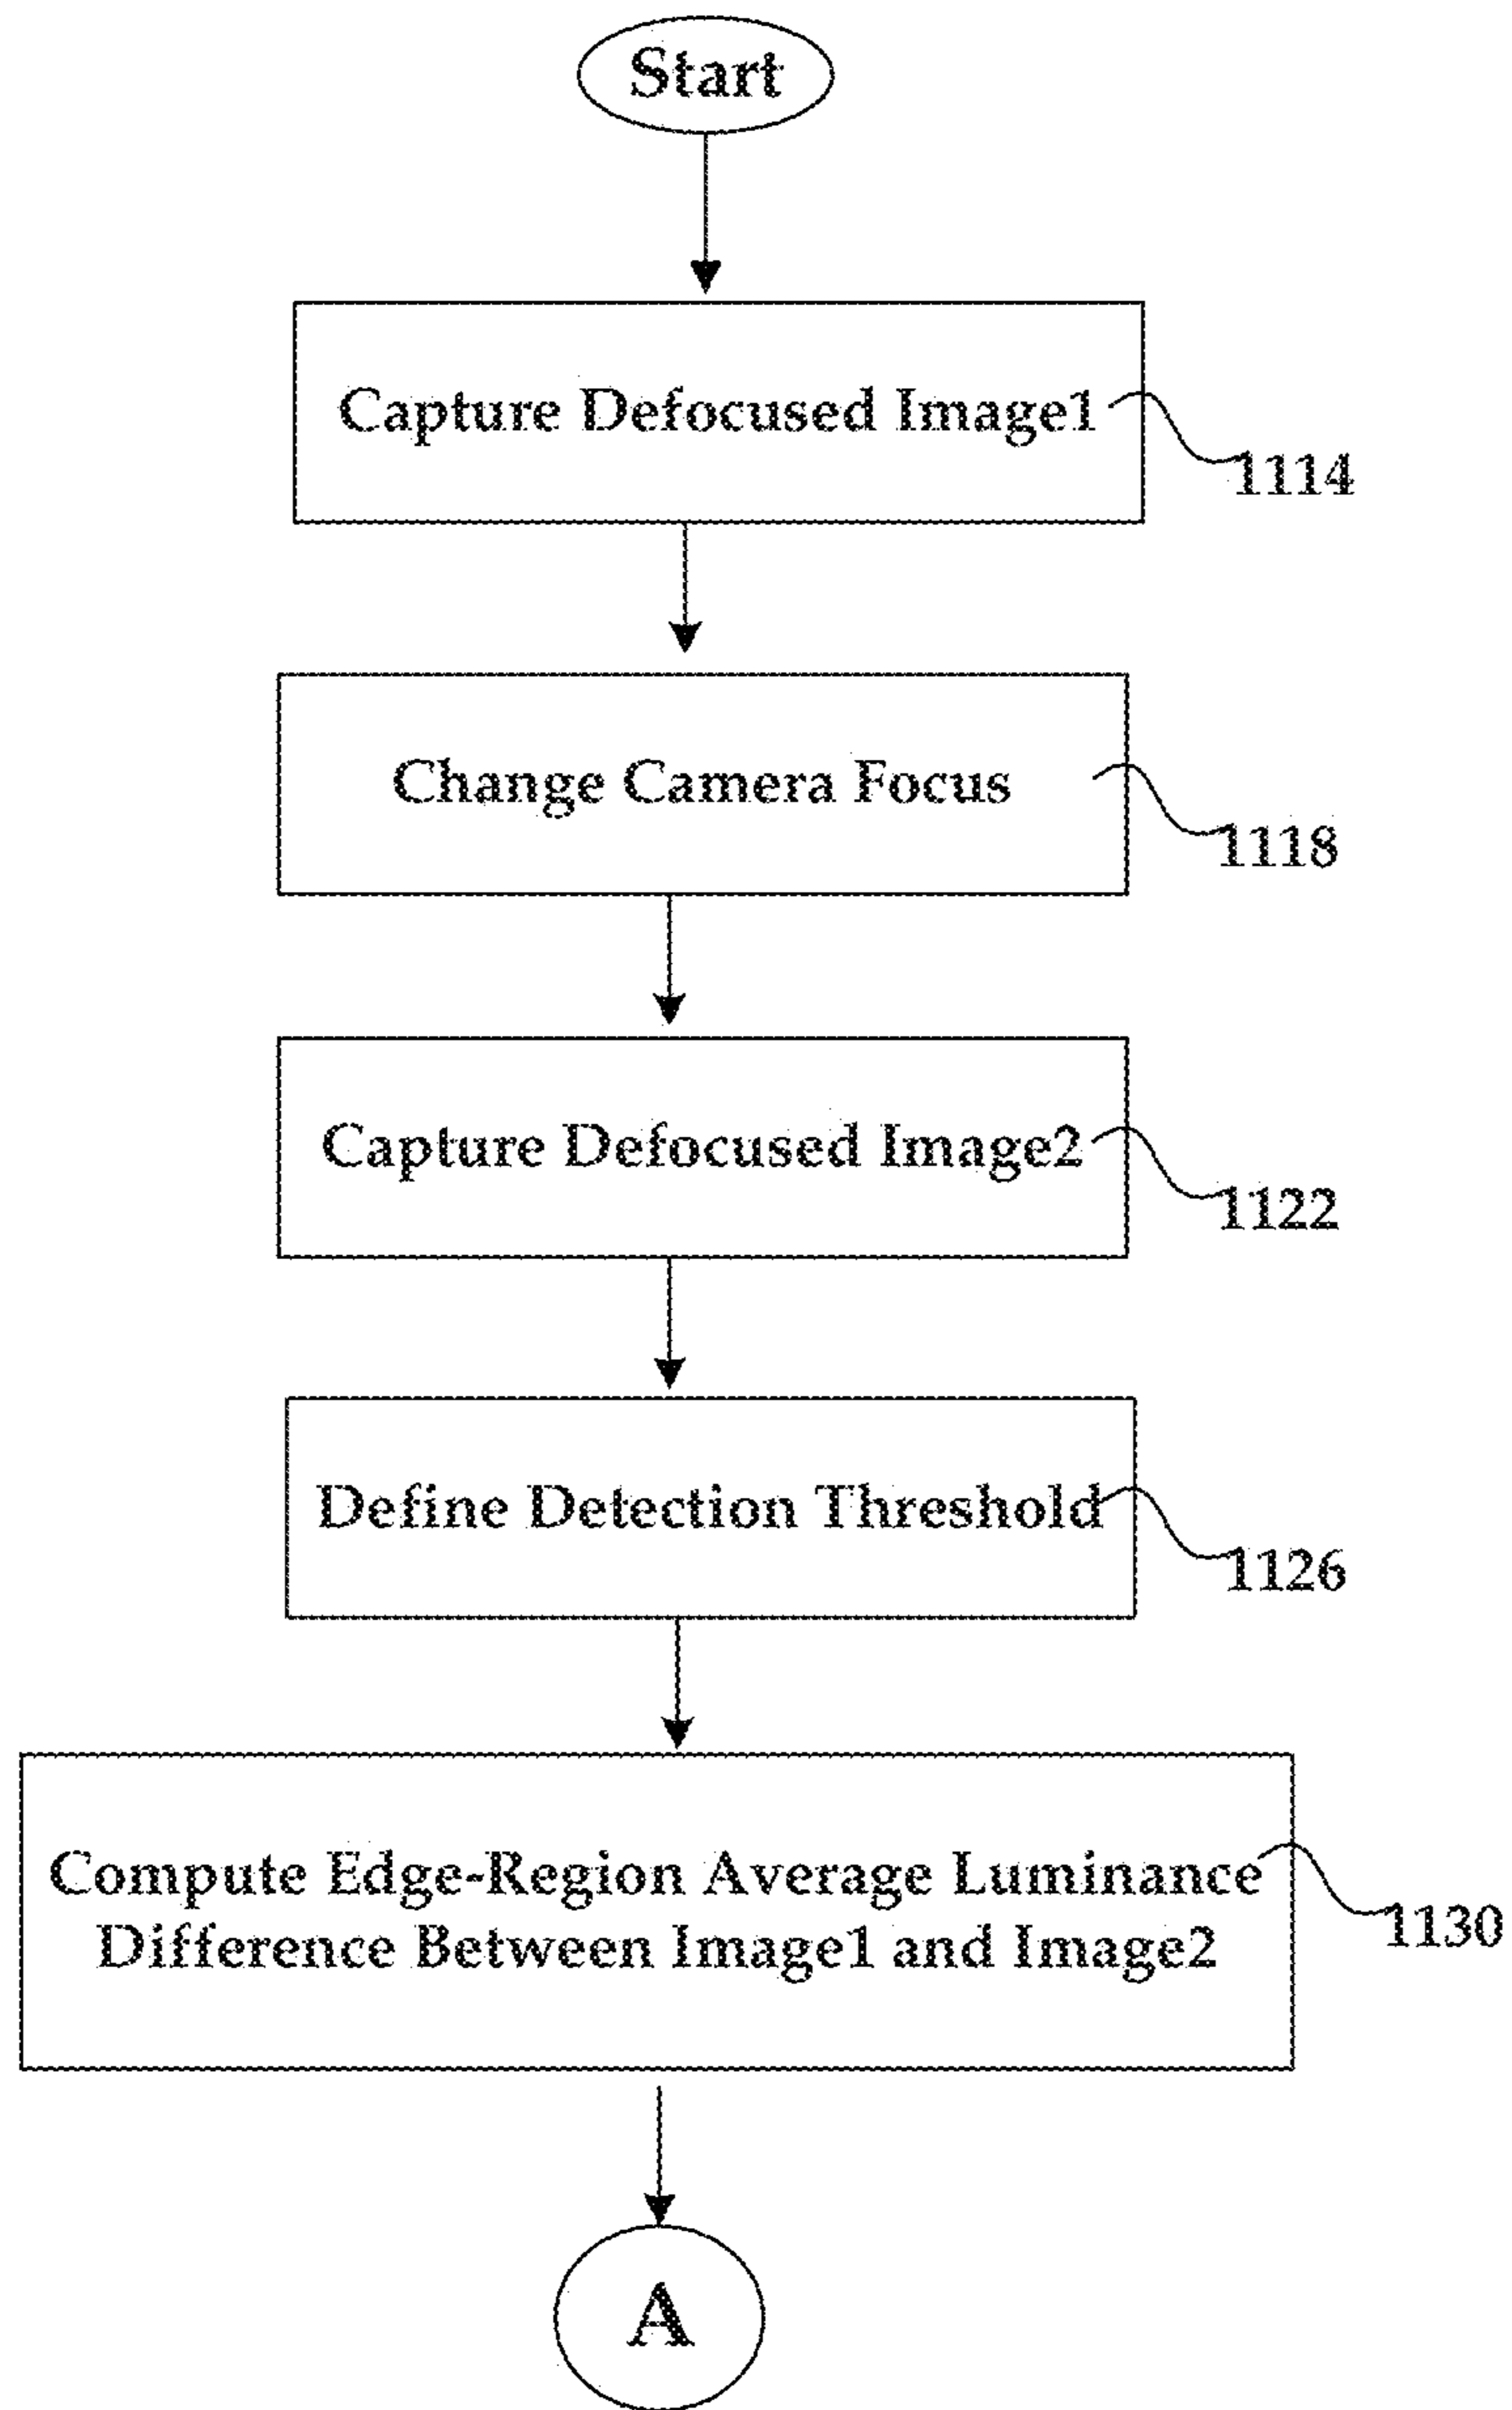 Start
Capture Defocused Image1
1114
Change Camera Focus
1118
Capture Defocused Image2
1122
Define Detection Threshold
1126
Compute Edge-Region Average Luminance
Difference Between Image1 and Image2
1130
A